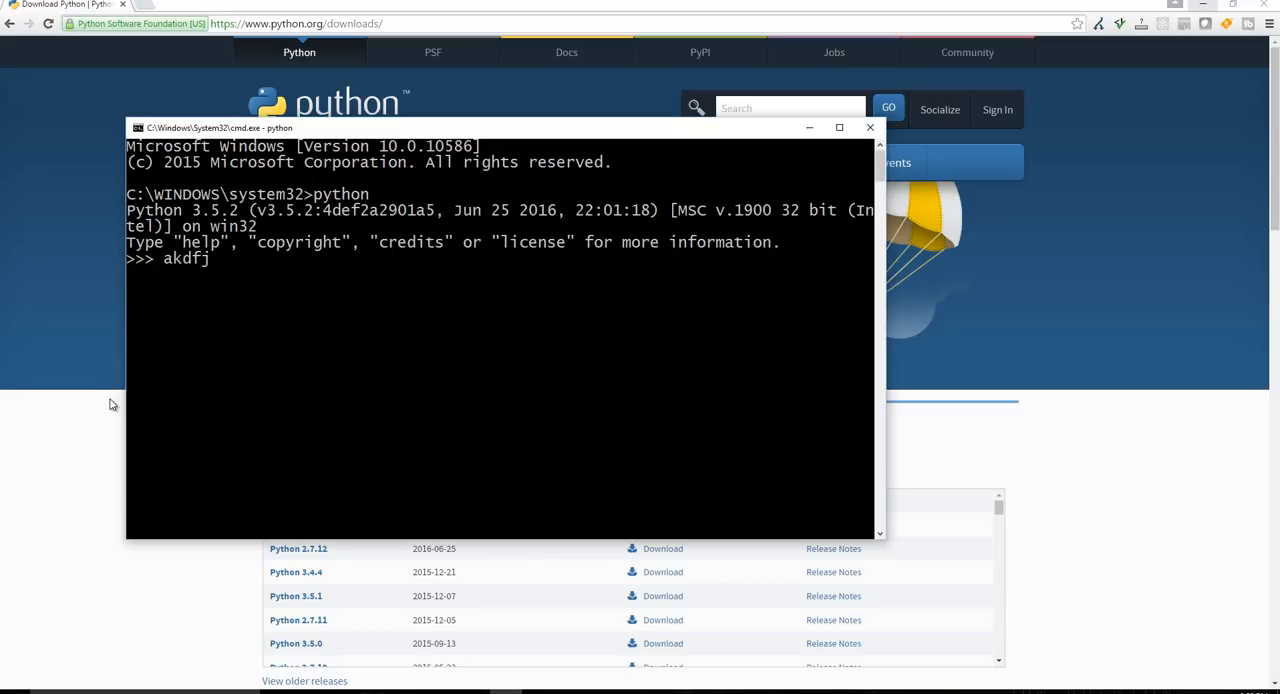 Download Python | Pytho
Python Software Foundation [US]
https://www.python.org/downloads/
Python
PSF
Docs
PyPI
Jobs
Community
python™
Search
GO
Socialize
Sign In
C:\Windows\System32\cmd.exe - python
vents
Microsoft Windows [Version 10.0.10586]
(c) 2015 Microsoft Corporation. All rights reserved.
C:\WINDOWS\system32>python
Python 3.5.2 (v3.5.2:4def2a2901a5, Jun 25 2016, 22:01:18) [MSC v.1900 32 bit (In
tel)] on win32
Type "help", "copyright", "credits" or "license" for more information.
>>> akdfj
Python 2.7.12 2016-06-25 Download Release Notes
Python 3.4.4 2015-12-21 Download Release Notes
Python 3.5.1 2015-12-07 Download Release Notes
Python 2.7.11 2015-12-05 Download Release Notes
Python 3.5.0 2015-09-13 Download Release Notes
View older releases